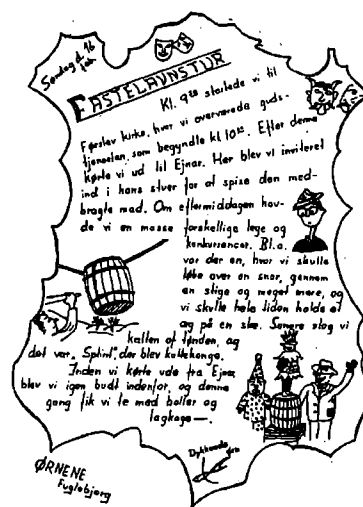 Søndag d. 16
feb.
FASTELAVNSTUR
Kl. 9²⁰ startede vi til
Førslev kirke, hvor vi overværede guds-
tjenesten, som begyndte kl 10¹⁵. Efter denne
kørte vi ud til Ejnar. Her blev vi inviteret
ind i hans stuer for at spise den med-
bragte mad. Om eftermiddagen hav-
de vi en masse forskellige lege og
konkurrencer. Bl.a.
var der en, hvor vi skulle
løbe over en snor, gennem
en stige og meget mere, og
vi skulle hele tiden holde et
æg på en ske. Senere slog vi
katten af tønden, og
det var "Splint", der blev kattekonge.
Inden vi kørte ude fra Ejnar,
blev vi igen budt indenfor, og denne
gang fik vi te med boller og
lagkage—.
ØRNENE
Fuglebjerg